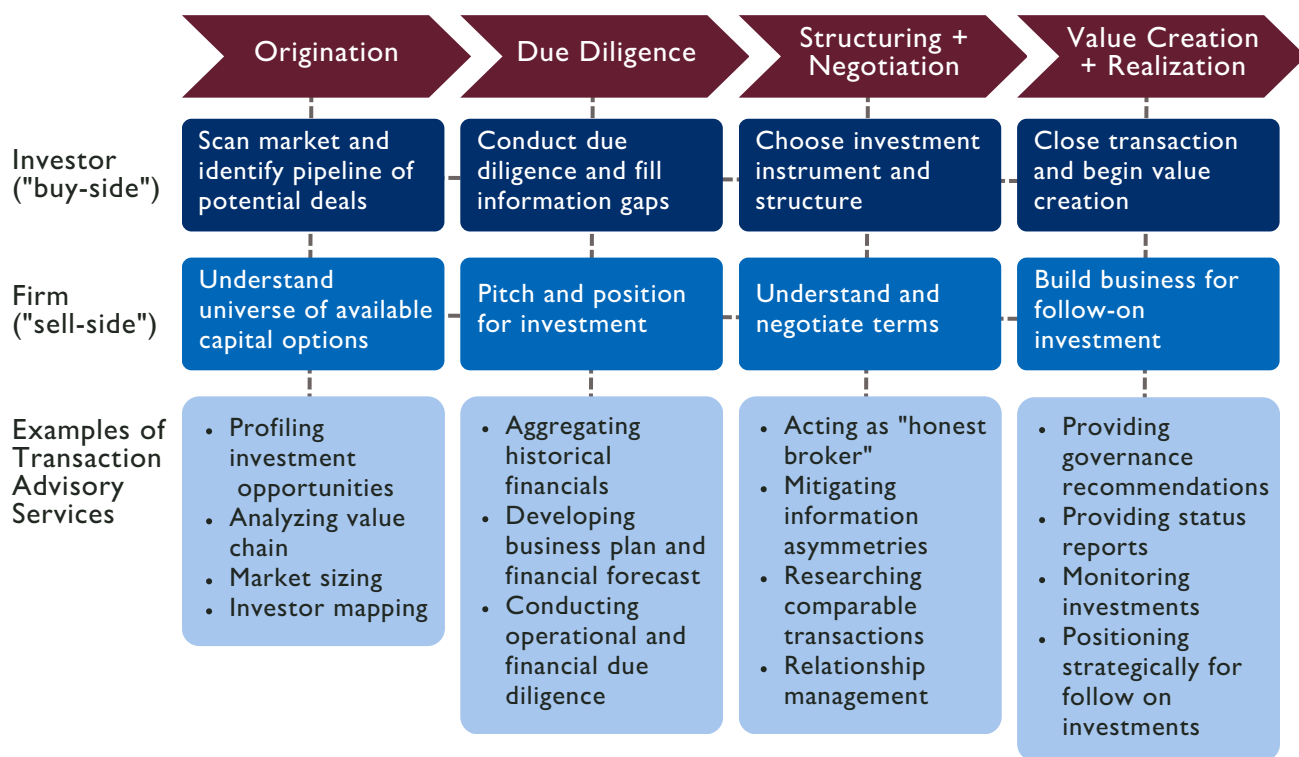 Origination
Due Diligence
Structuring +
Negotiation
Value Creation
+ Realization
Investor
("buy-side")
Scan market and
identify pipeline of
potential deals
Conduct due
diligence and fill
information gaps
Choose investment
instrument and
structure
Close transaction
and begin value
creation
Firm
("sell-side")
Understand
universe of available
capital options
Pitch and position
for investment
Understand and
negotiate terms
Build business for
follow-on
investment
Examples of
Transaction
Advisory
Services
• Profiling
investment
opportunities
• Analyzing value
chain
• Market sizing
• Investor mapping
• Aggregating
historical
financials
• Developing
business plan and
financial forecast
• Conducting
operational and
financial due
diligence
• Acting as "honest
broker"
• Mitigating
information
asymmetries
• Researching
comparable
transactions
• Relationship
management
• Providing
governance
recommendations
• Providing status
reports
• Monitoring
investments
• Positioning
strategically for
follow on
investments